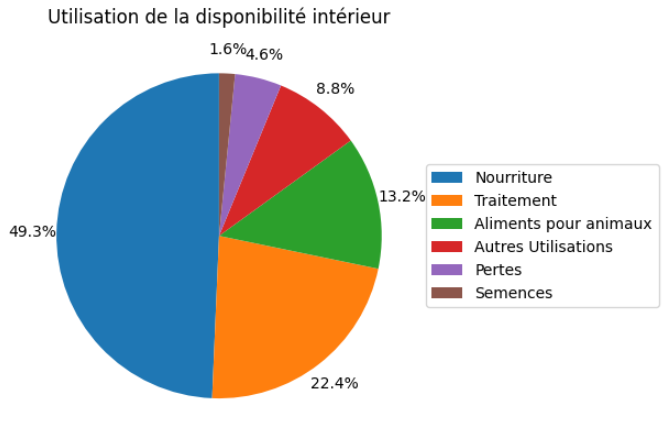 Utilisation de la disponibilité intérieur
1.6%
4.6%
8.8%
13.2%
49.3%
22.4%
Nourriture
Traitement
Aliments pour animaux
Autres Utilisations
Pertes
Semences